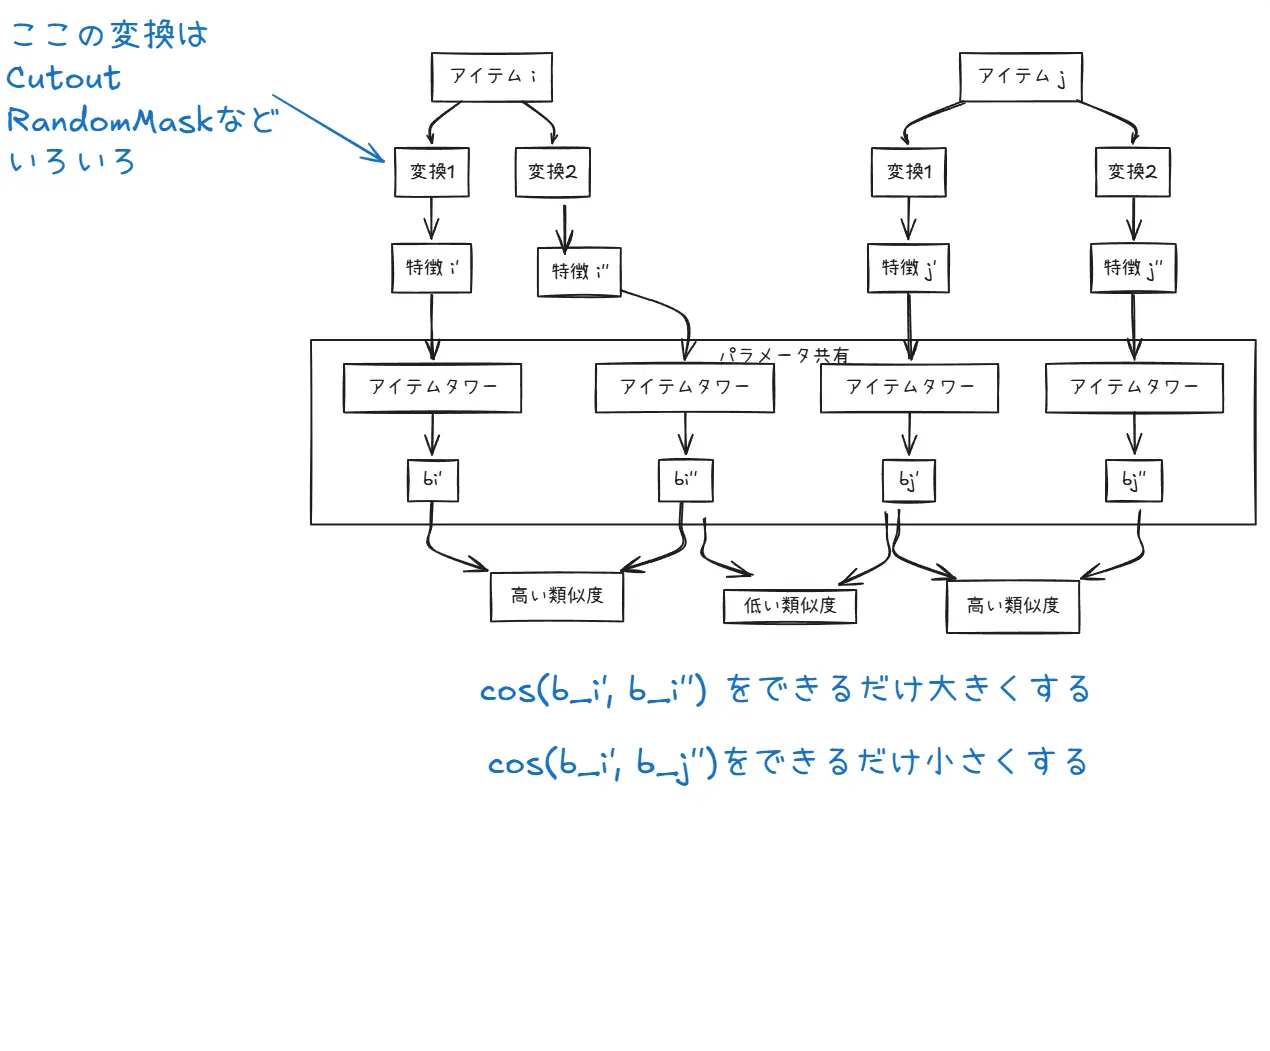 ここの変換は
Cutout
RandomMaskなど
いろいろ
アイテム i
アイテム j
変換1
変換2
変換1
変換2
特徴 i'
特徴 i''
特徴 j'
特徴 j''
パラメータ共有
アイテムタワー
アイテムタワー
アイテムタワー
アイテムタワー
bi'
bi''
bj'
bj''
高い類似度
低い類似度
高い類似度
cos(b_i', b_i'') をできるだけ大きくする
cos(b_i', b_j'')をできるだけ小さくする